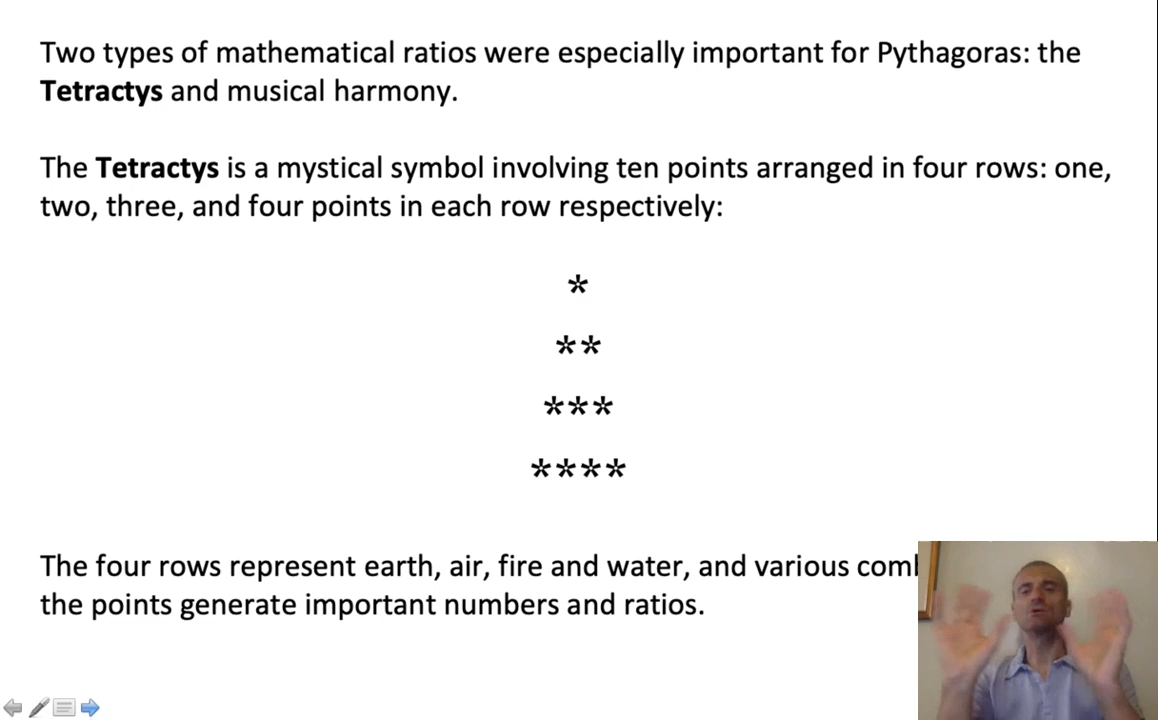 Two types of mathematical ratios were especially important for Pythagoras: the
Tetractys and musical harmony.
The Tetractys is a mystical symbol involving ten points arranged in four rows: one,
two, three, and four points in each row respectively:
*
**
***
****
The four rows represent earth, air, fire and water, and various
the points generate important numbers and ratios.